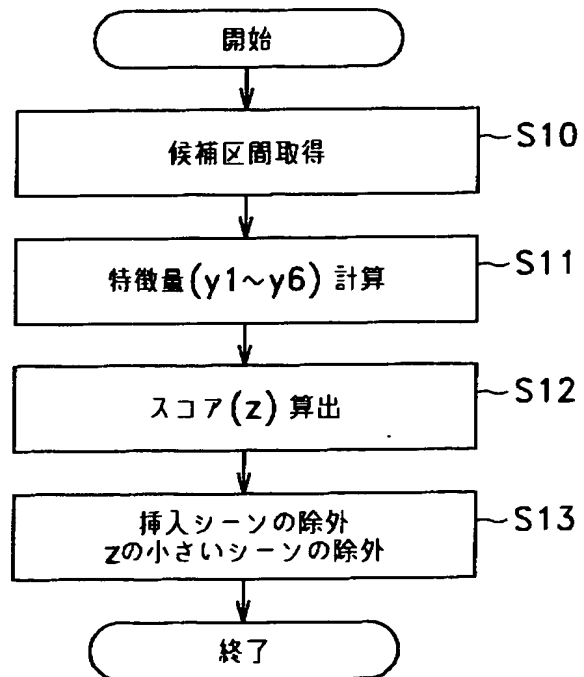 開始
候補区間取得
S10
特徴量(y1~y6) 計算
S11
スコア(z) 算出
S12
挿入シーンの除外
zの小さいシーンの除外
S13
終了